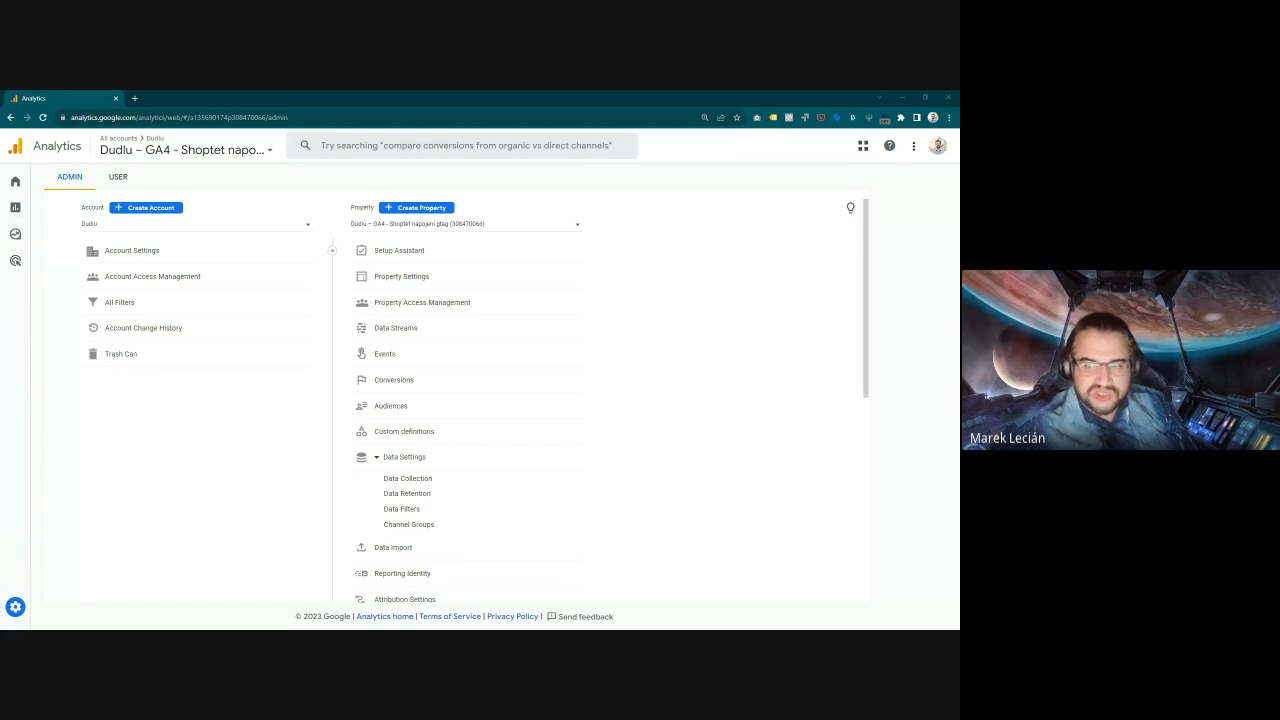 Analytics
analytics.google.com/analytics/web/#/a135690174p308470066/admin
Analytics
All accounts > Dudlu
Dudlu – GA4 - Shoptet napo...
Try searching "compare conversions from organic vs direct channels"
ADMIN
USER
Account
+ Create Account
Dudlu
Account Settings
Account Access Management
All Filters
Account Change History
Trash Can
Property
+ Create Property
Dudlu – GA4 - Shoptet napojení gtag (308470066)
Setup Assistant
Property Settings
Property Access Management
Data Streams
Events
Conversions
Audiences
Custom definitions
Data Settings
Data Collection
Data Retention
Data Filters
Channel Groups
Data Import
Reporting Identity
Attribution Settings
© 2023 Google | Analytics home | Terms of Service | Privacy Policy | Send feedback
Marek Lecián